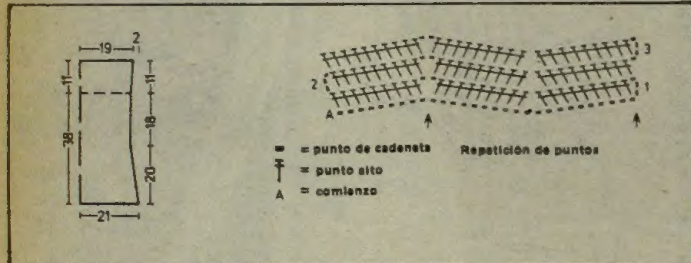 19 2
11 11
38 18
20
21
2 3
A 1
= punto de cadeneta Repetición de puntos
= punto alto
A = comienzo